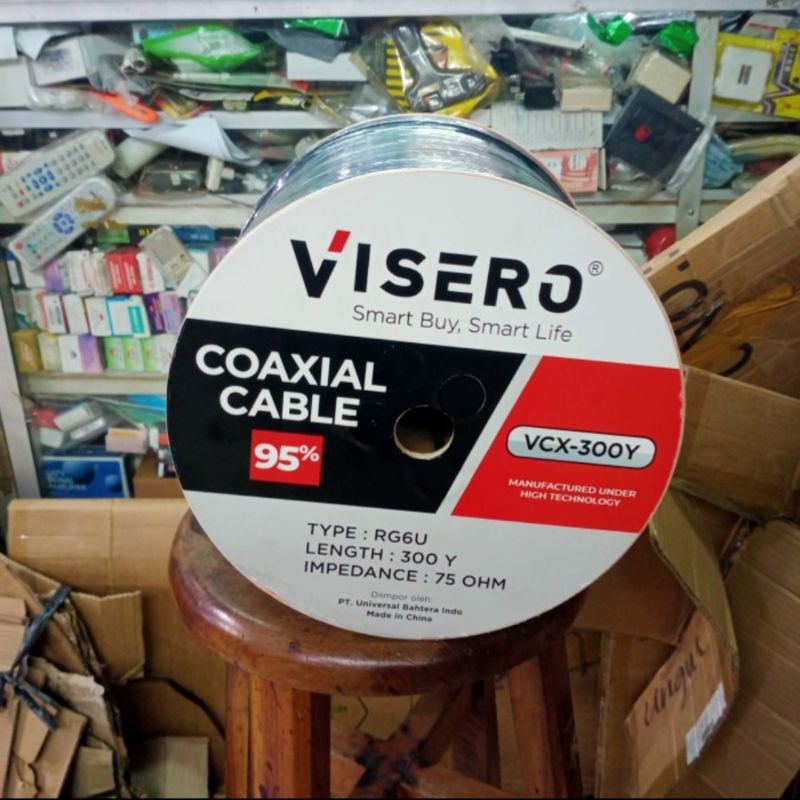 VISERO®
Smart Buy, Smart Life
COAXIAL
CABLE
95%
VCX-300Y
MANUFACTURED UNDER
HIGH TECHNOLOGY
TYPE : RG6U
LENGTH : 300 Y
IMPEDANCE : 75 OHM
Diimpor oleh:
PT. Universal Bahtera Indo
Made in China